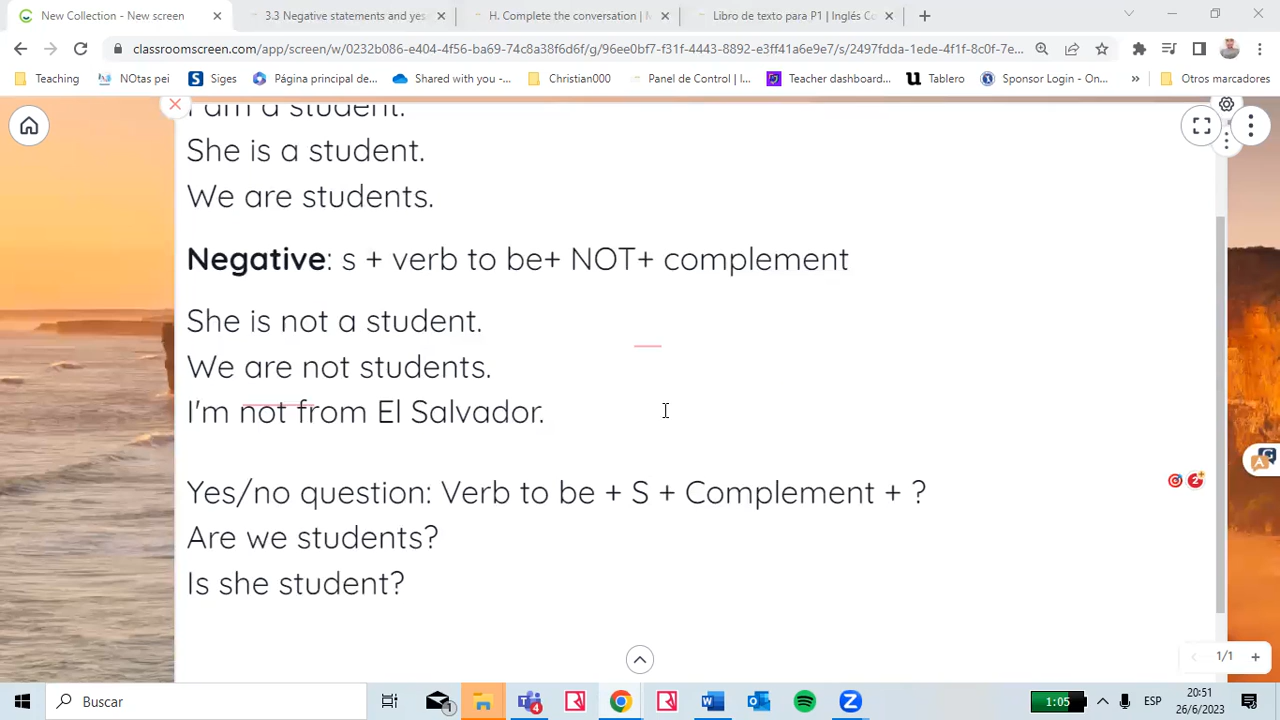 New Collection - New screen
3.3 Negative statements and yes
H. Complete the conversation | N
Libro de texto para P1 | Inglés Co
classroomscreen.com/app/screen/w/0232b086-e404-4f56-b369-74c8a38f6d6f/g/96ee0bf7-f31f-4443-8892-e3ff41a6e9e7/s/2497fdda-1ede-4f1f-8c0f-7e...
Teaching
NOtas pei
Siges
Página principal de...
Shared with you -...
Christian000
Panel de Control | I...
Teacher dashboard...
Tablero
Sponsor Login - On...
Otros marcadores
I am a student.
She is a student.
We are students.
Negative: s + verb to be+ NOT+ complement
She is not a student.
We are not students.
I'm not from El Salvador.
Yes/no question: Verb to be + S + Complement + ?
Are we students?
Is she student?
1/1
Buscar
1:05
ESP
20:51
26/6/2023